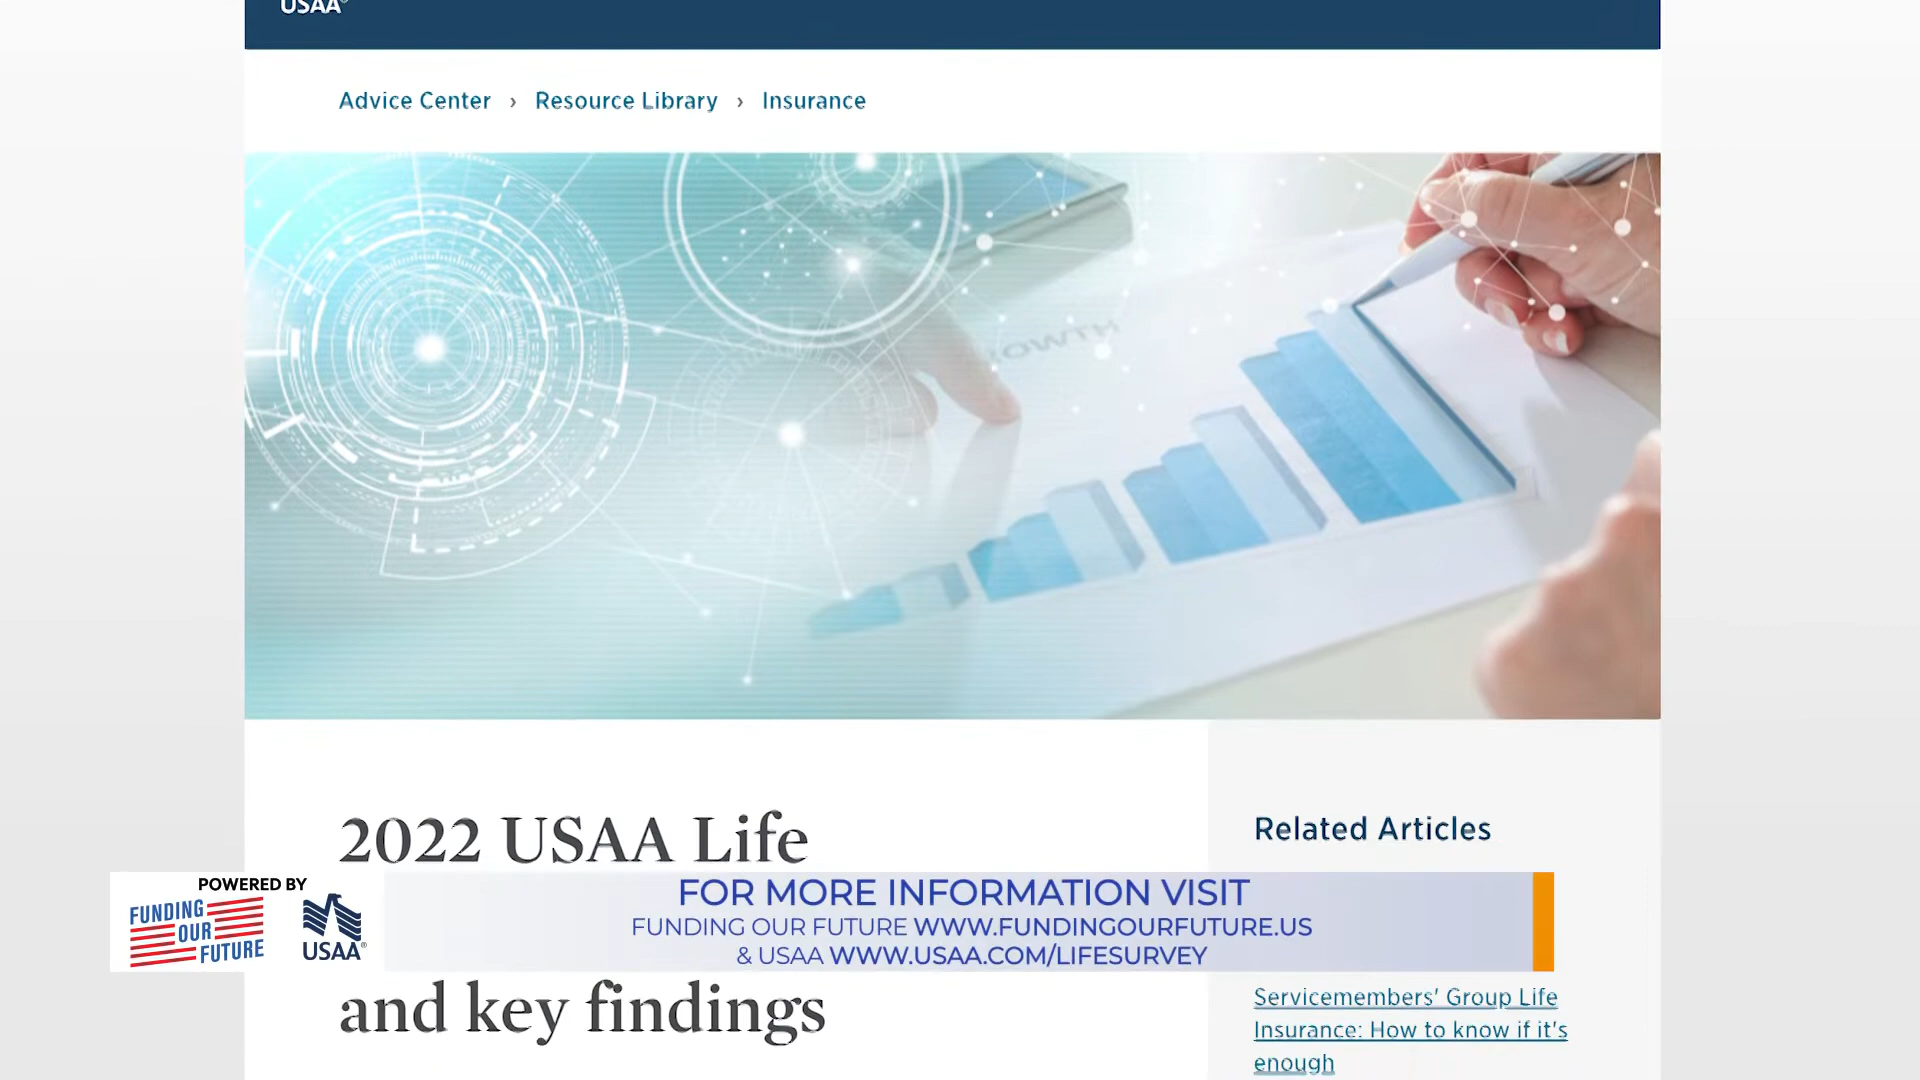 USAA
Advice Center › Resource Library › Insurance
2022 USAA Life
and key findings
Related Articles
Servicemembers' Group Life
Insurance: How to know if it's
enough
POWERED BY
FUNDING
OUR
FUTURE
USAA®
FOR MORE INFORMATION VISIT
FUNDING OUR FUTURE WWW.FUNDINGOURFUTURE.US
& USAA WWW.USAA.COM/LIFESURVEY